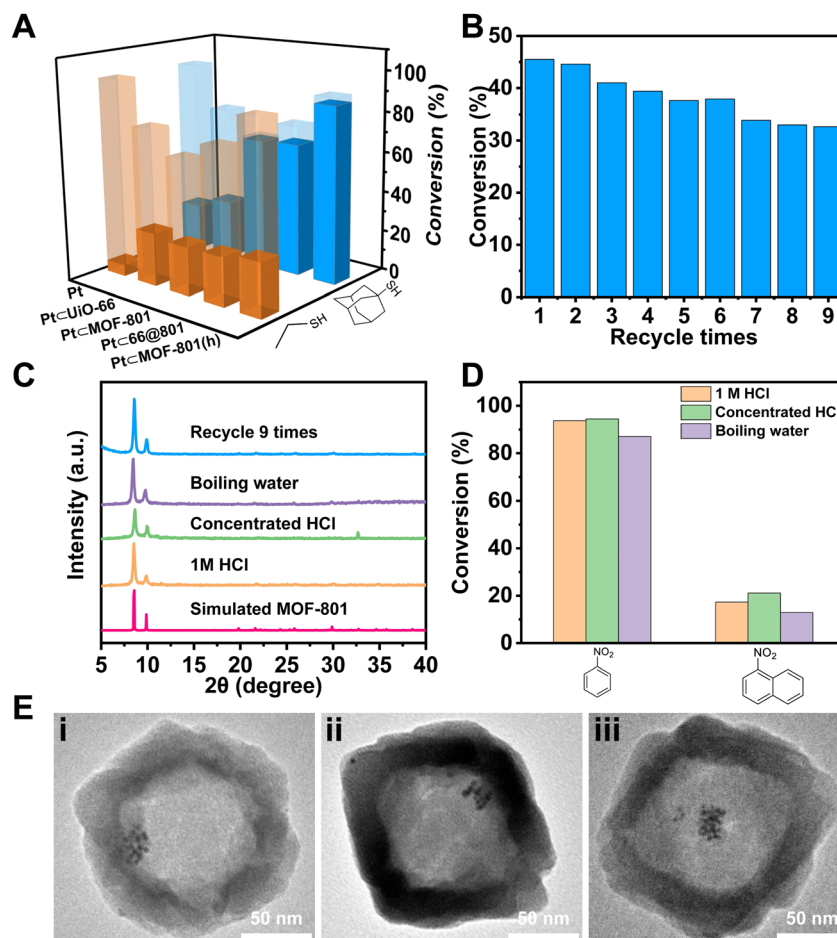 A
100
80
60
40
20
0
Conversion (%)
Pt
Pt⊂UiO-66
Pt⊂MOF-801
Pt⊂66@801
Pt⊂MOF-801(h)
SH
SH
B
50
40
30
20
10
0
Conversion (%)
1 2 3 4 5 6 7 8 9
Recycle times
C
Intensity (a.u.)
Recycle 9 times
Boiling water
Concentrated HCl
1M HCl
Simulated MOF-801
5 10 15 20 25 30 35 40
2θ (degree)
D
100
80
60
40
20
0
Conversion (%)
1 M HCl
Concentrated HC
Boiling water
NO2
NO2
E
i
ii
iii
50 nm
50 nm
50 nm